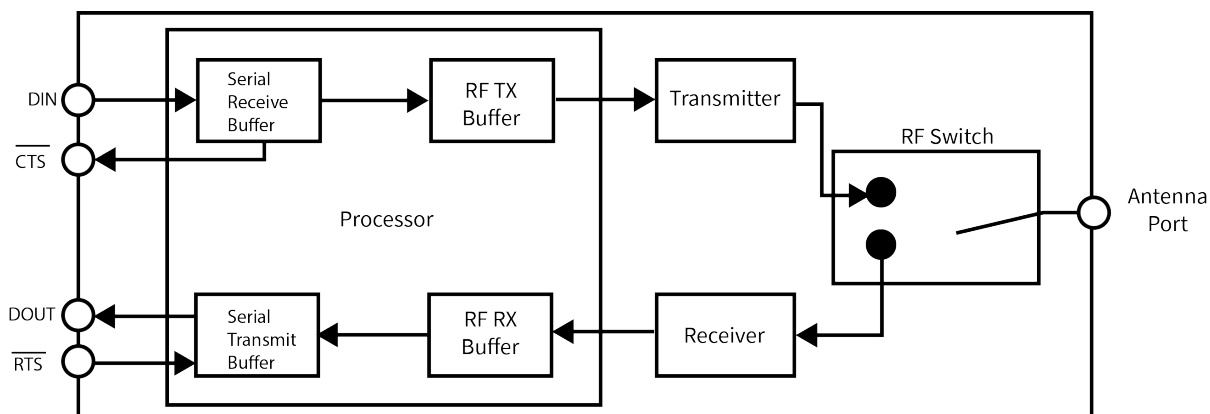 DIN
Serial
Receive
Buffer
RF TX
Buffer
Transmitter
CTS
RF Switch
Antenna
Port
Processor
DOUT
Serial
Transmit
Buffer
RF RX
Buffer
Receiver
RTS